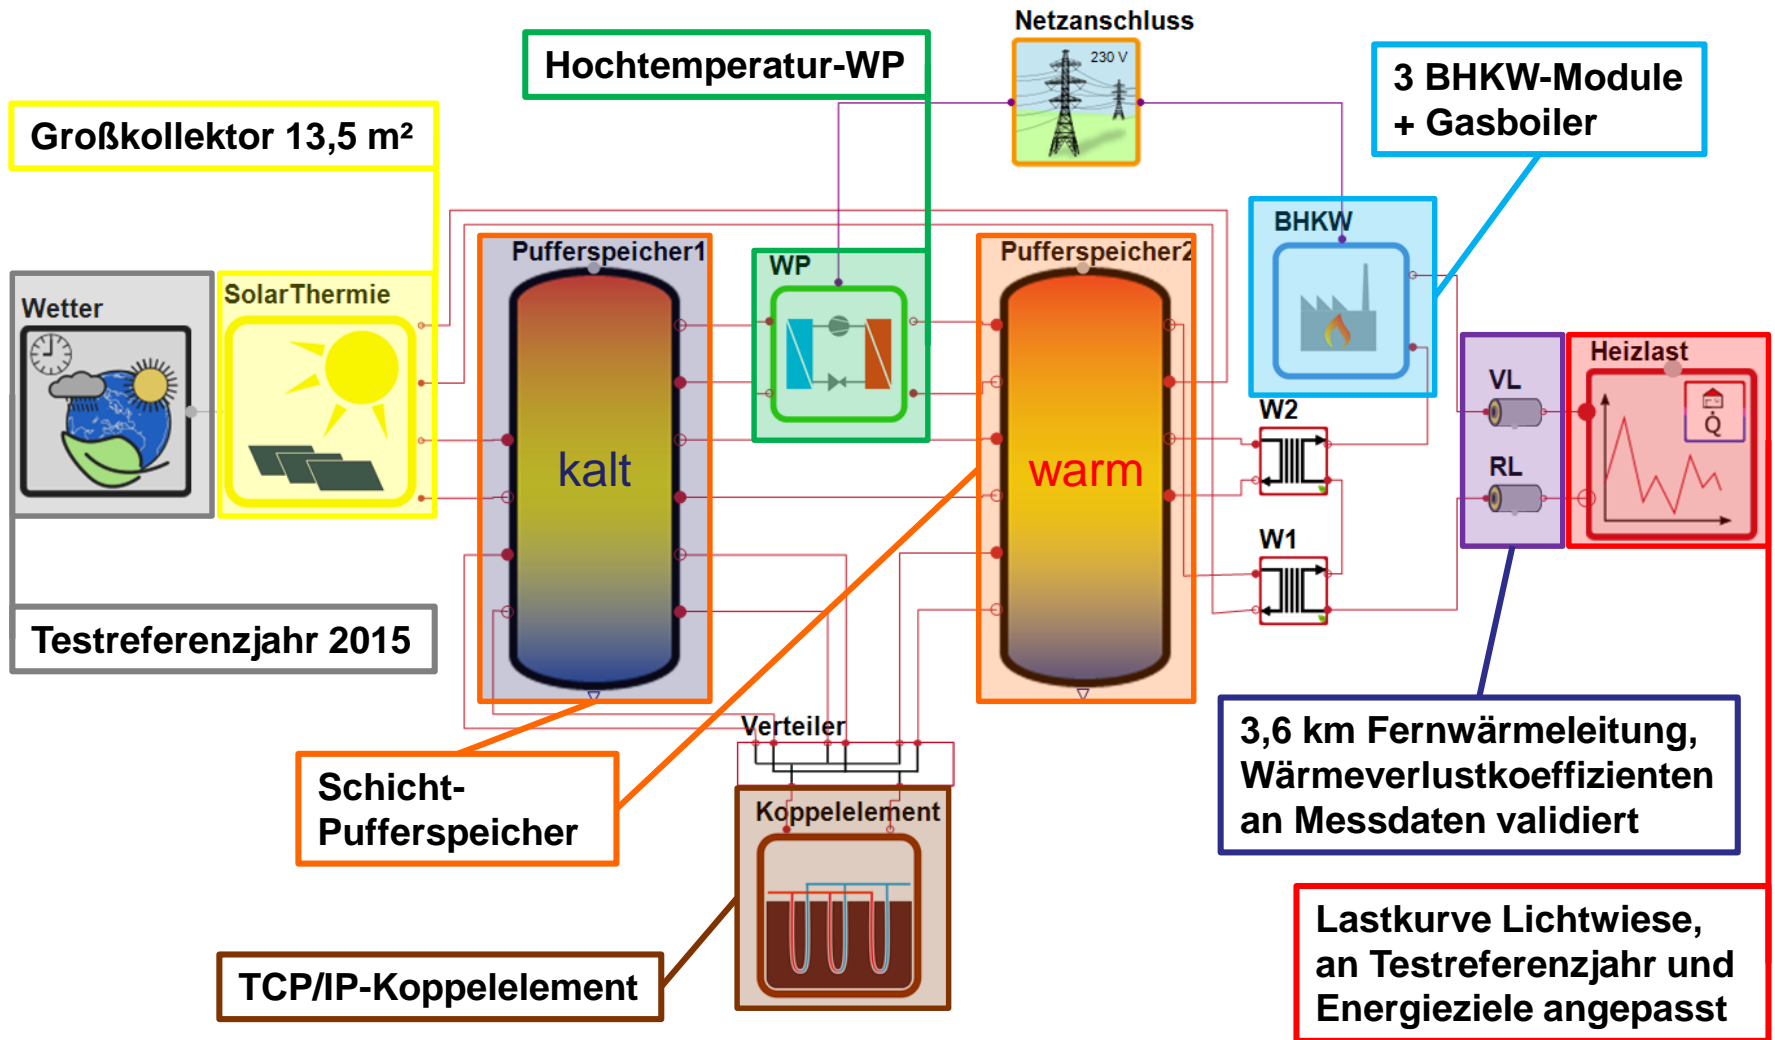 Netzanschluss
230 V
Hochtemperatur-WP
3 BHKW-Module
+ Gasboiler
Großkollektor 13,5 m²
BHKW
Pufferspeicher1
WP
Pufferspeicher2
Wetter
SolarThermie
Heizlast
VL
Q̇
W2
RL
kalt
warm
W1
Testreferenzjahr 2015
Verteiler
3,6 km Fernwärmeleitung,
Wärmeverlustkoeffizienten
an Messdaten validiert
Schicht-
Pufferspeicher
Koppelelement
TCP/IP-Koppelelement
Lastkurve Lichtwiese,
an Testreferenzjahr und
Energieziele angepasst